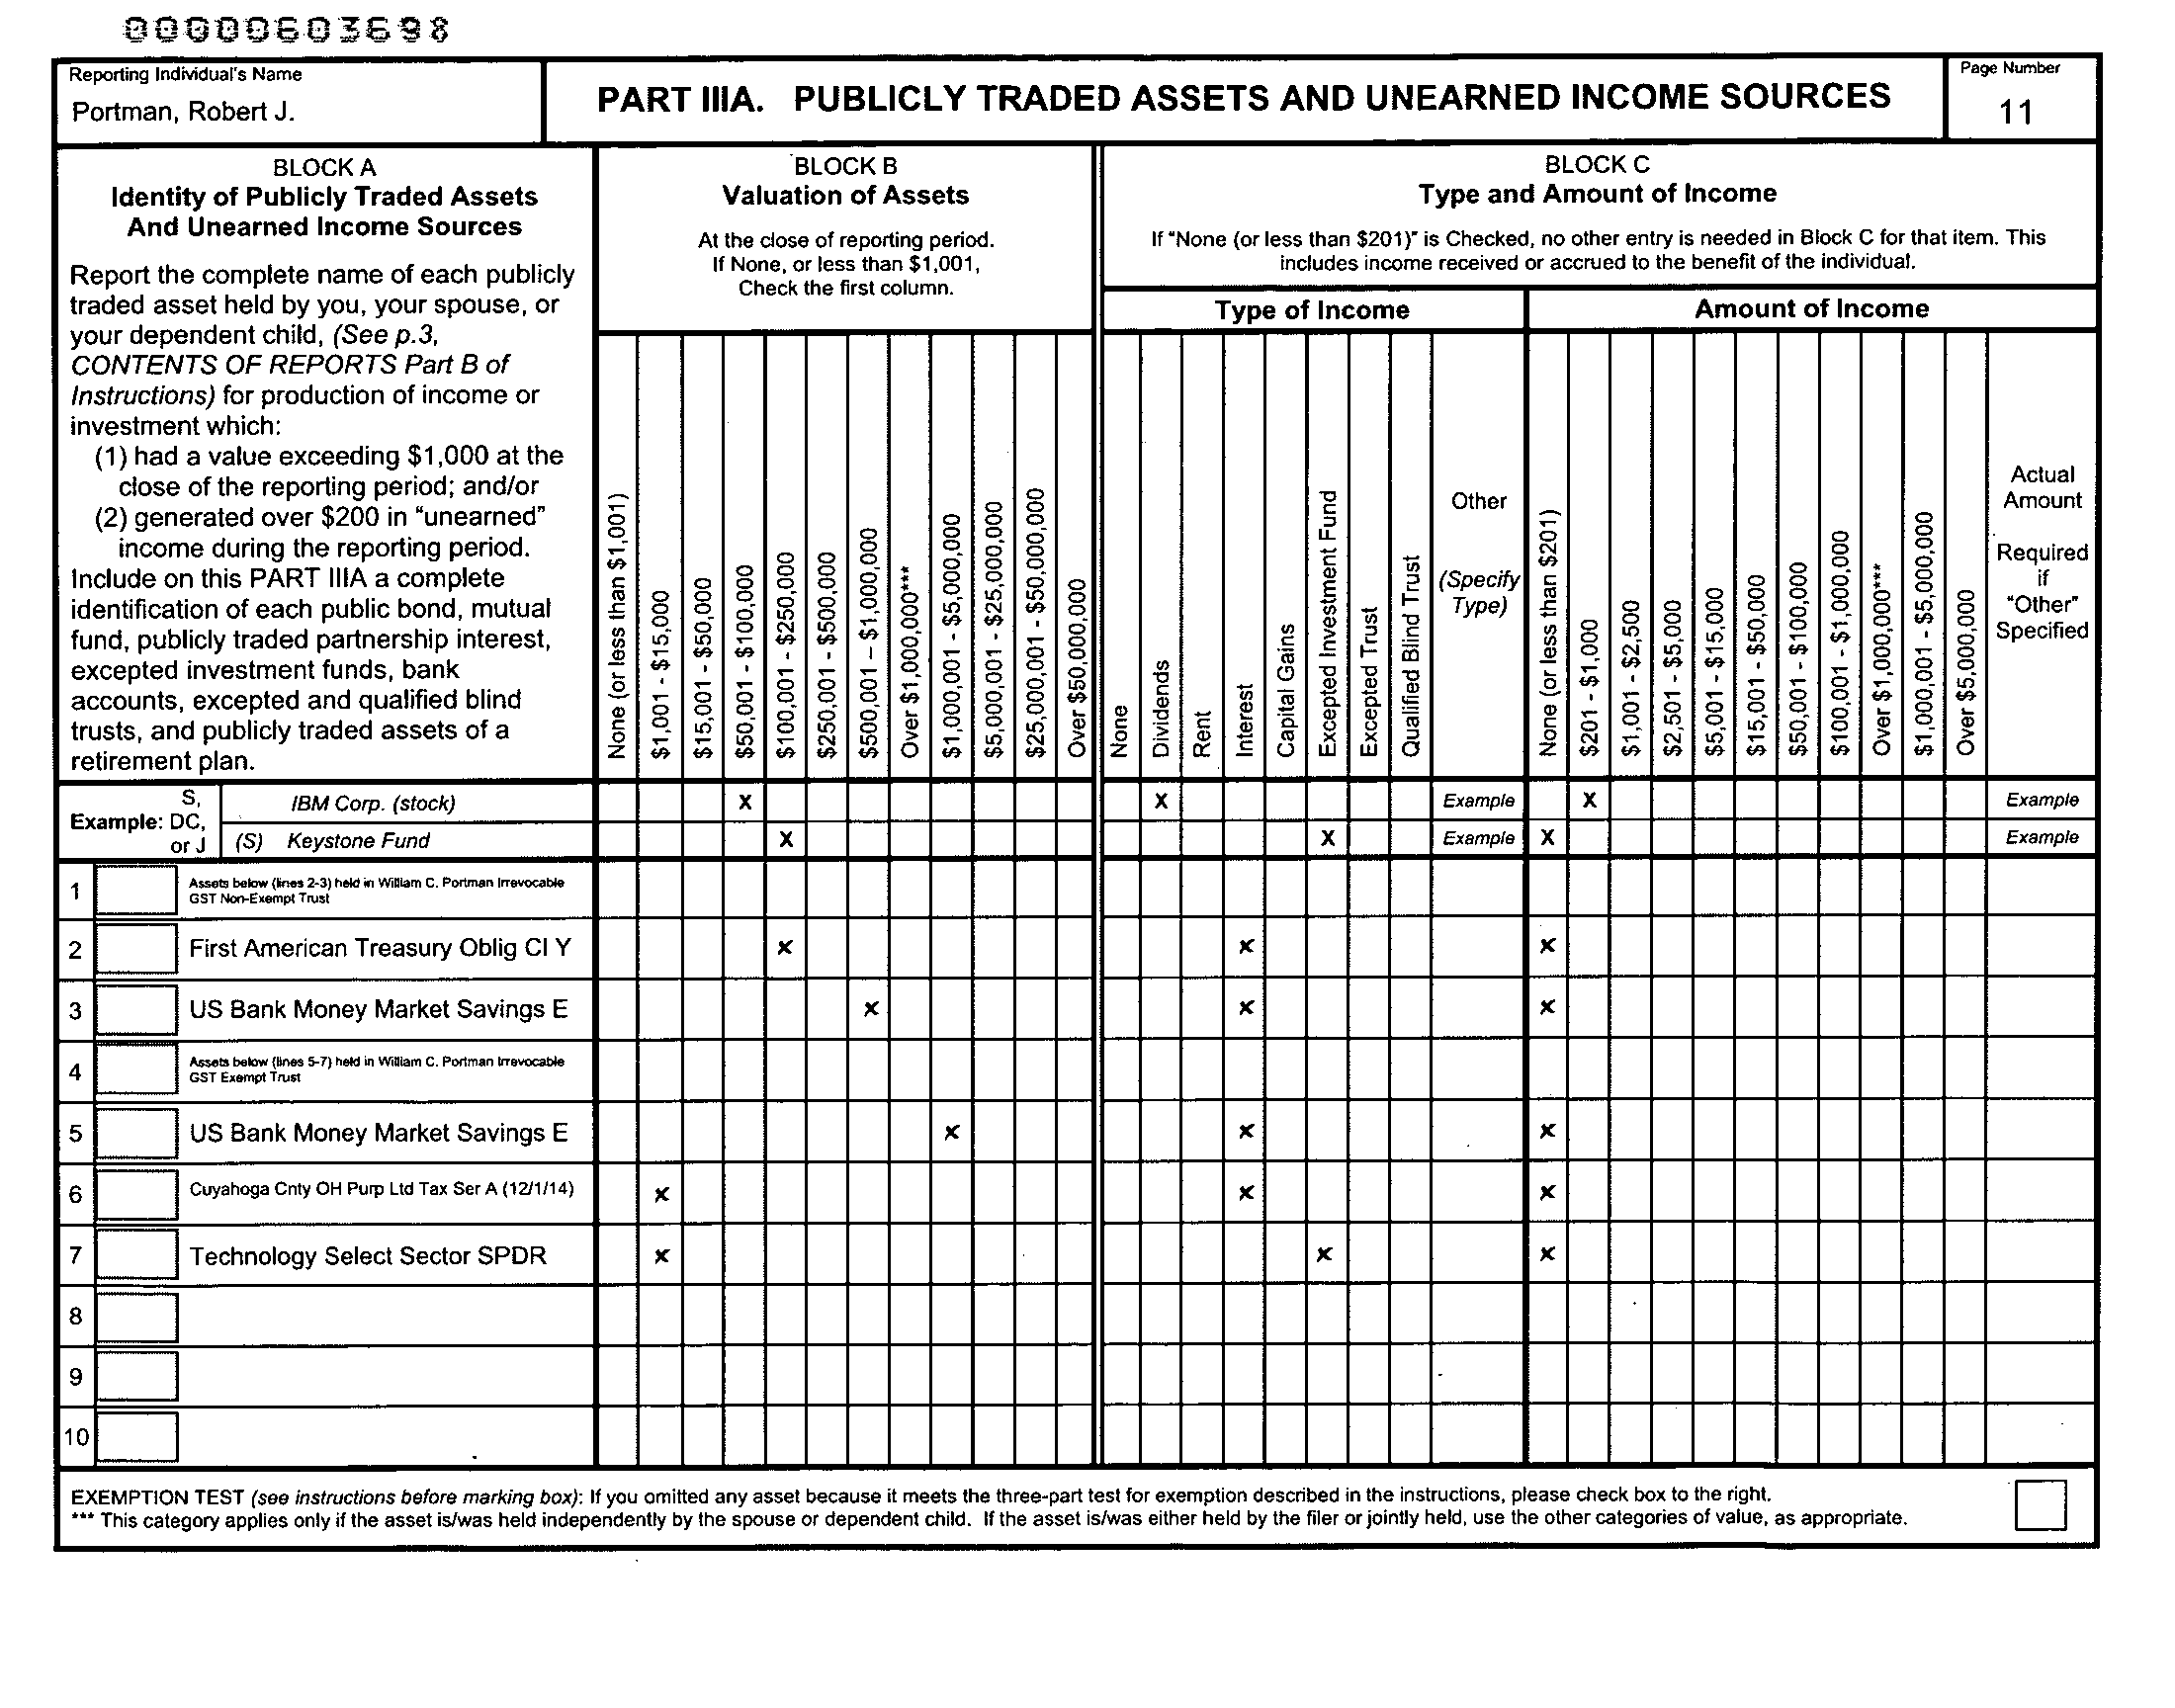 00000603698
Reporting Individual's Name
Portman, Robert J.
PART IIIA. PUBLICLY TRADED ASSETS AND UNEARNED INCOME SOURCES
Page Number
11
BLOCK A
Identity of Publicly Traded Assets
And Unearned Income Sources
Report the complete name of each publicly
traded asset held by you, your spouse, or
your dependent child, (See p.3,
CONTENTS OF REPORTS Part B of
Instructions) for production of income or
investment which:
(1) had a value exceeding $1,000 at the
close of the reporting period; and/or
(2) generated over $200 in "unearned"
income during the reporting period.
Include on this PART IIIA a complete
identification of each public bond, mutual
fund, publicly traded partnership interest,
excepted investment funds, bank
accounts, excepted and qualified blind
trusts, and publicly traded assets of a
retirement plan.
BLOCK B
Valuation of Assets
At the close of reporting period.
If None, or less than $1,001,
Check the first column.
None (or less than $1,001)
$1,001 - $15,000
$15,001 - $50,000
$50,001 - $100,000
$100,001 - $250,000
$250,001 - $500,000
$500,001 – $1,000,000
Over $1,000,000***
$1,000,001 - $5,000,000
$5,000,001 - $25,000,000
$25,000,001 - $50,000,000
Over $50,000,000
BLOCK C
Type and Amount of Income
If "None (or less than $201)" is Checked, no other entry is needed in Block C for that item. This
includes income received or accrued to the benefit of the individual.
Type of Income
None
Dividends
Rent
Interest
Capital Gains
Excepted Investment Fund
Excepted Trust
Qualified Blind Trust
Other
(Specify
Type)
Amount of Income
None (or less than $201)
$201 - $1,000
$1,001 - $2,500
$2,501 - $5,000
$5,001 - $15,000
$15,001 - $50,000
$50,001 - $100,000
$100,001 - $1,000,000
Over $1,000,000***
$1,000,001 - $5,000,000
Over $5,000,000
Actual
Amount
Required
if
"Other"
Specified
Example: S, DC, or J
IBM Corp. (stock) X X Example X Example
(S) Keystone Fund X X Example X Example
1 Assets below (lines 2-3) held in William C. Portman Irrevocable
GST Non-Exempt Trust
2 First American Treasury Oblig Cl Y x x x
3 US Bank Money Market Savings E x x x
4 Assets below (lines 5-7) held in William C. Portman Irrevocable
GST Exempt Trust
5 US Bank Money Market Savings E x x x
6 Cuyahoga Cnty OH Purp Ltd Tax Ser A (12/1/14) x x x
7 Technology Select Sector SPDR x x x
8
9
10
EXEMPTION TEST (see instructions before marking box): If you omitted any asset because it meets the three-part test for exemption described in the instructions, please check box to the right.
*** This category applies only if the asset is/was held independently by the spouse or dependent child. If the asset is/was either held by the filer or jointly held, use the other categories of value, as appropriate.